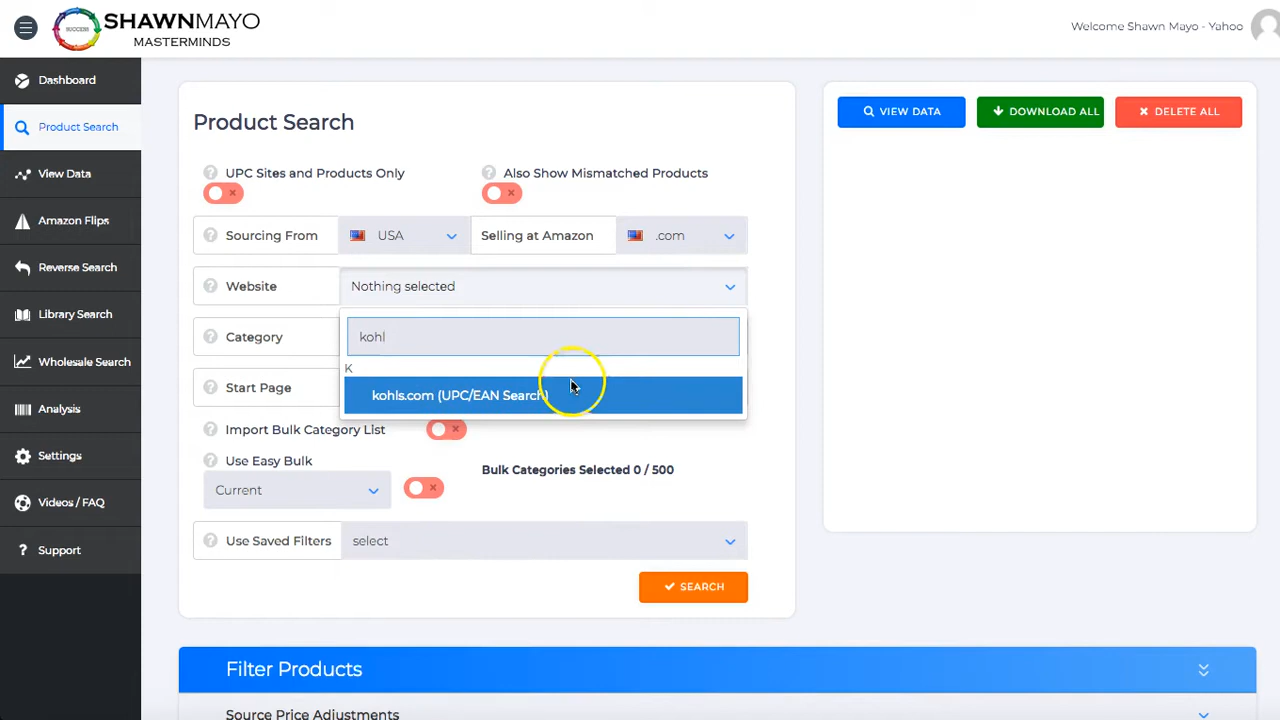 SUCCESS
SHAWNMAYO
MASTERMINDS
Welcome Shawn Mayo - Yahoo
Dashboard
Product Search
View Data
Amazon Flips
Reverse Search
Library Search
Wholesale Search
Analysis
Settings
Videos / FAQ
? Support
Product Search
? UPC Sites and Products Only
? Also Show Mismatched Products
? Sourcing From USA Selling at Amazon .com
? Website Nothing selected
kohl
K
kohls.com (UPC/EAN Search)
? Category
? Start Page
? Import Bulk Category List
? Use Easy Bulk
Current
Bulk Categories Selected 0 / 500
? Use Saved Filters select
SEARCH
VIEW DATA DOWNLOAD ALL DELETE ALL
Filter Products
Source Price Adjustments